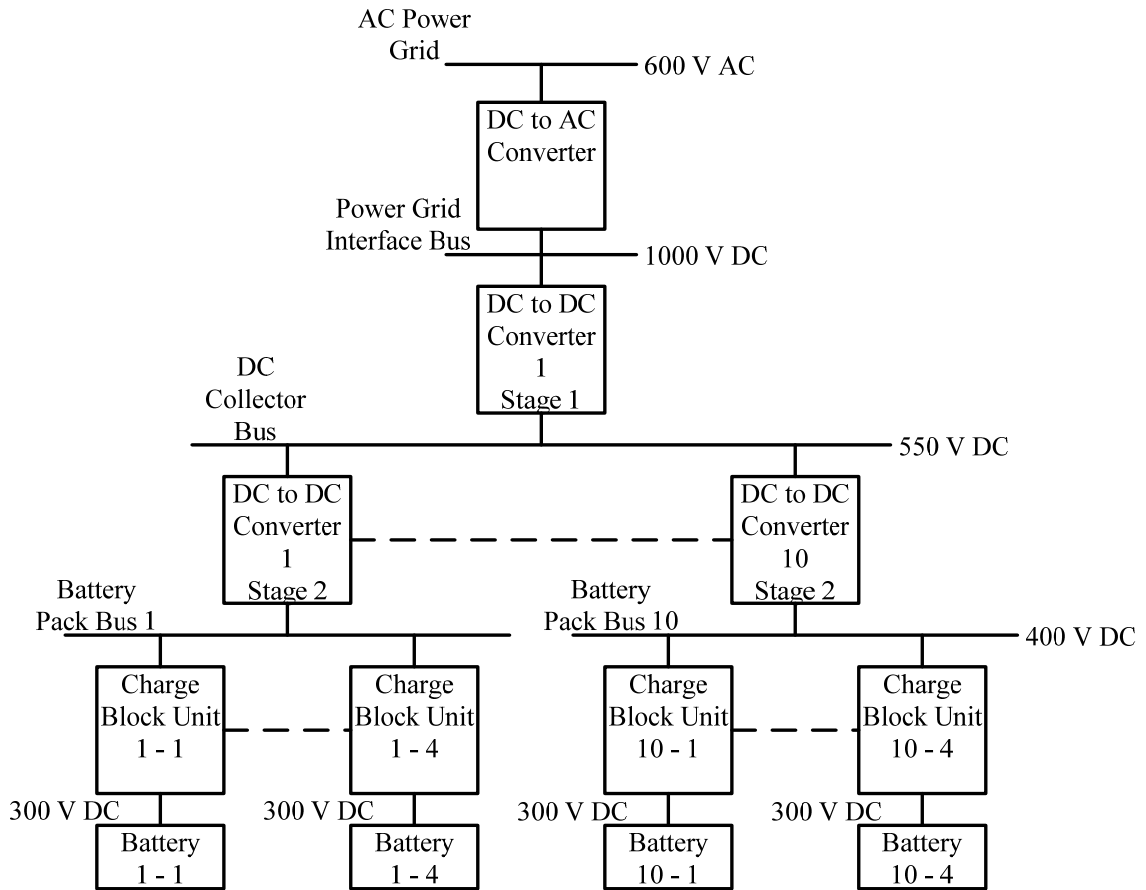 AC Power
Grid
600 V AC
DC to AC
Converter
Power Grid
Interface Bus
1000 V DC
DC to DC
Converter
1
Stage 1
DC
Collector
Bus
550 V DC
DC to DC
Converter
1
Stage 2
DC to DC
Converter
10
Stage 2
Battery
Pack Bus 1
Battery
Pack Bus 10
400 V DC
Charge
Block Unit
1 - 1
Charge
Block Unit
1 - 4
Charge
Block Unit
10 - 1
Charge
Block Unit
10 - 4
300 V DC
300 V DC
300 V DC
300 V DC
Battery
1 - 1
Battery
1 - 4
Battery
10 - 1
Battery
10 - 4